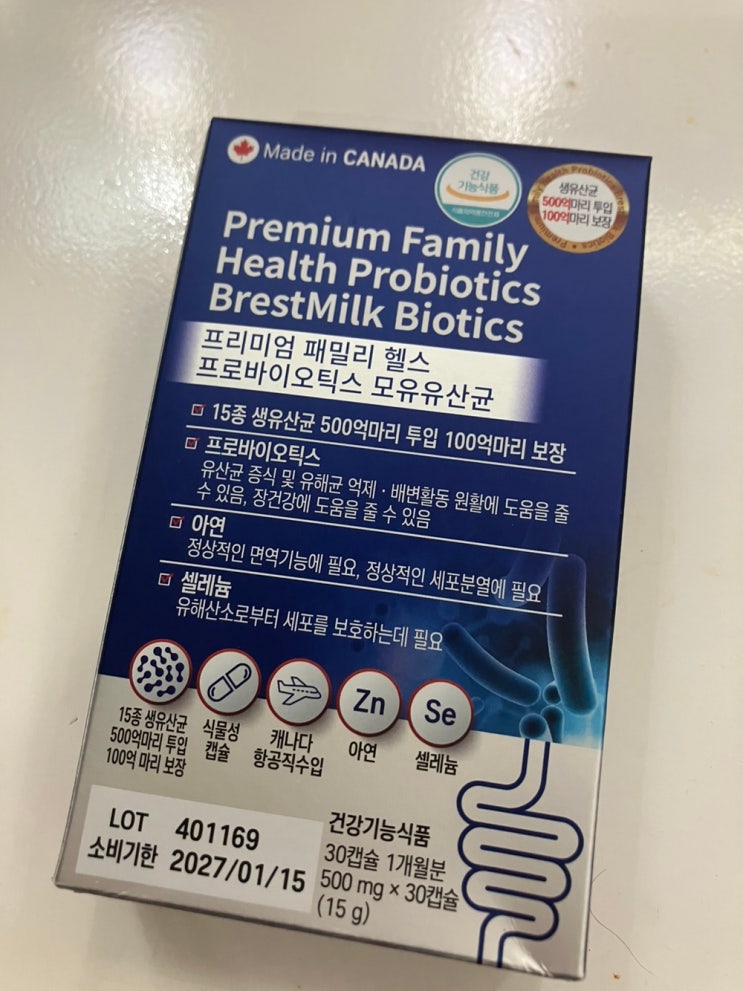 Made in CANADA
건강
기능식품
식품의약품안전처
생유산균
500억마리 투입
100억마리 보장
Premium Family
Health Probiotics
BrestMilk Biotics
프리미엄 패밀리 헬스
프로바이오틱스 모유유산균
15종 생유산균 500억마리 투입 100억마리 보장
프로바이오틱스
유산균 증식 및 유해균 억제 · 배변활동 원활에 도움을 줄
수 있음, 장건강에 도움을 줄 수 있음
아연
정상적인 면역기능에 필요, 정상적인 세포분열에 필요
셀레늄
유해산소로부터 세포를 보호하는데 필요
15종 생유산균
500억마리 투입
100억 마리 보장
식물성
캡슐
캐나다
항공직수입
Zn
아연
Se
셀레늄
LOT 401169
소비기한 2027/01/15
건강기능식품
30캡슐 1개월분
500 mg × 30캡슐
(15 g)